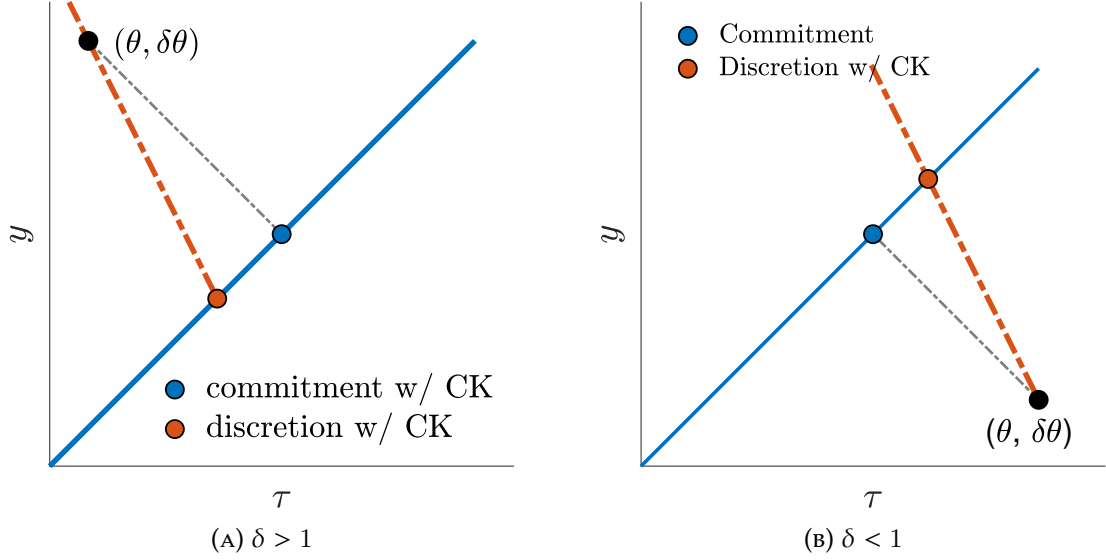 (θ, δθ)
y
commitment w/ CK
discretion w/ CK
τ
(A) δ > 1
Commitment
Discretion w/ CK
y
(θ, δθ)
τ
(B) δ < 1